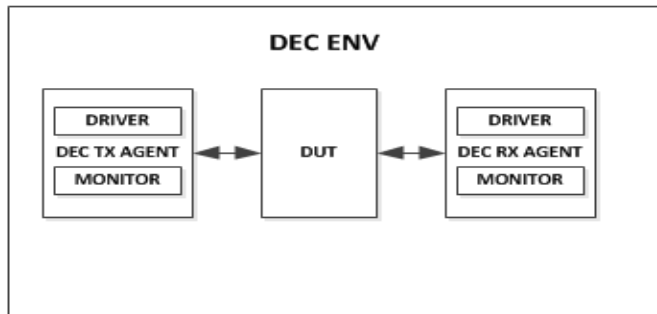 DEC ENV
DRIVER
DEC TX AGENT
MONITOR
DUT
DRIVER
DEC RX AGENT
MONITOR